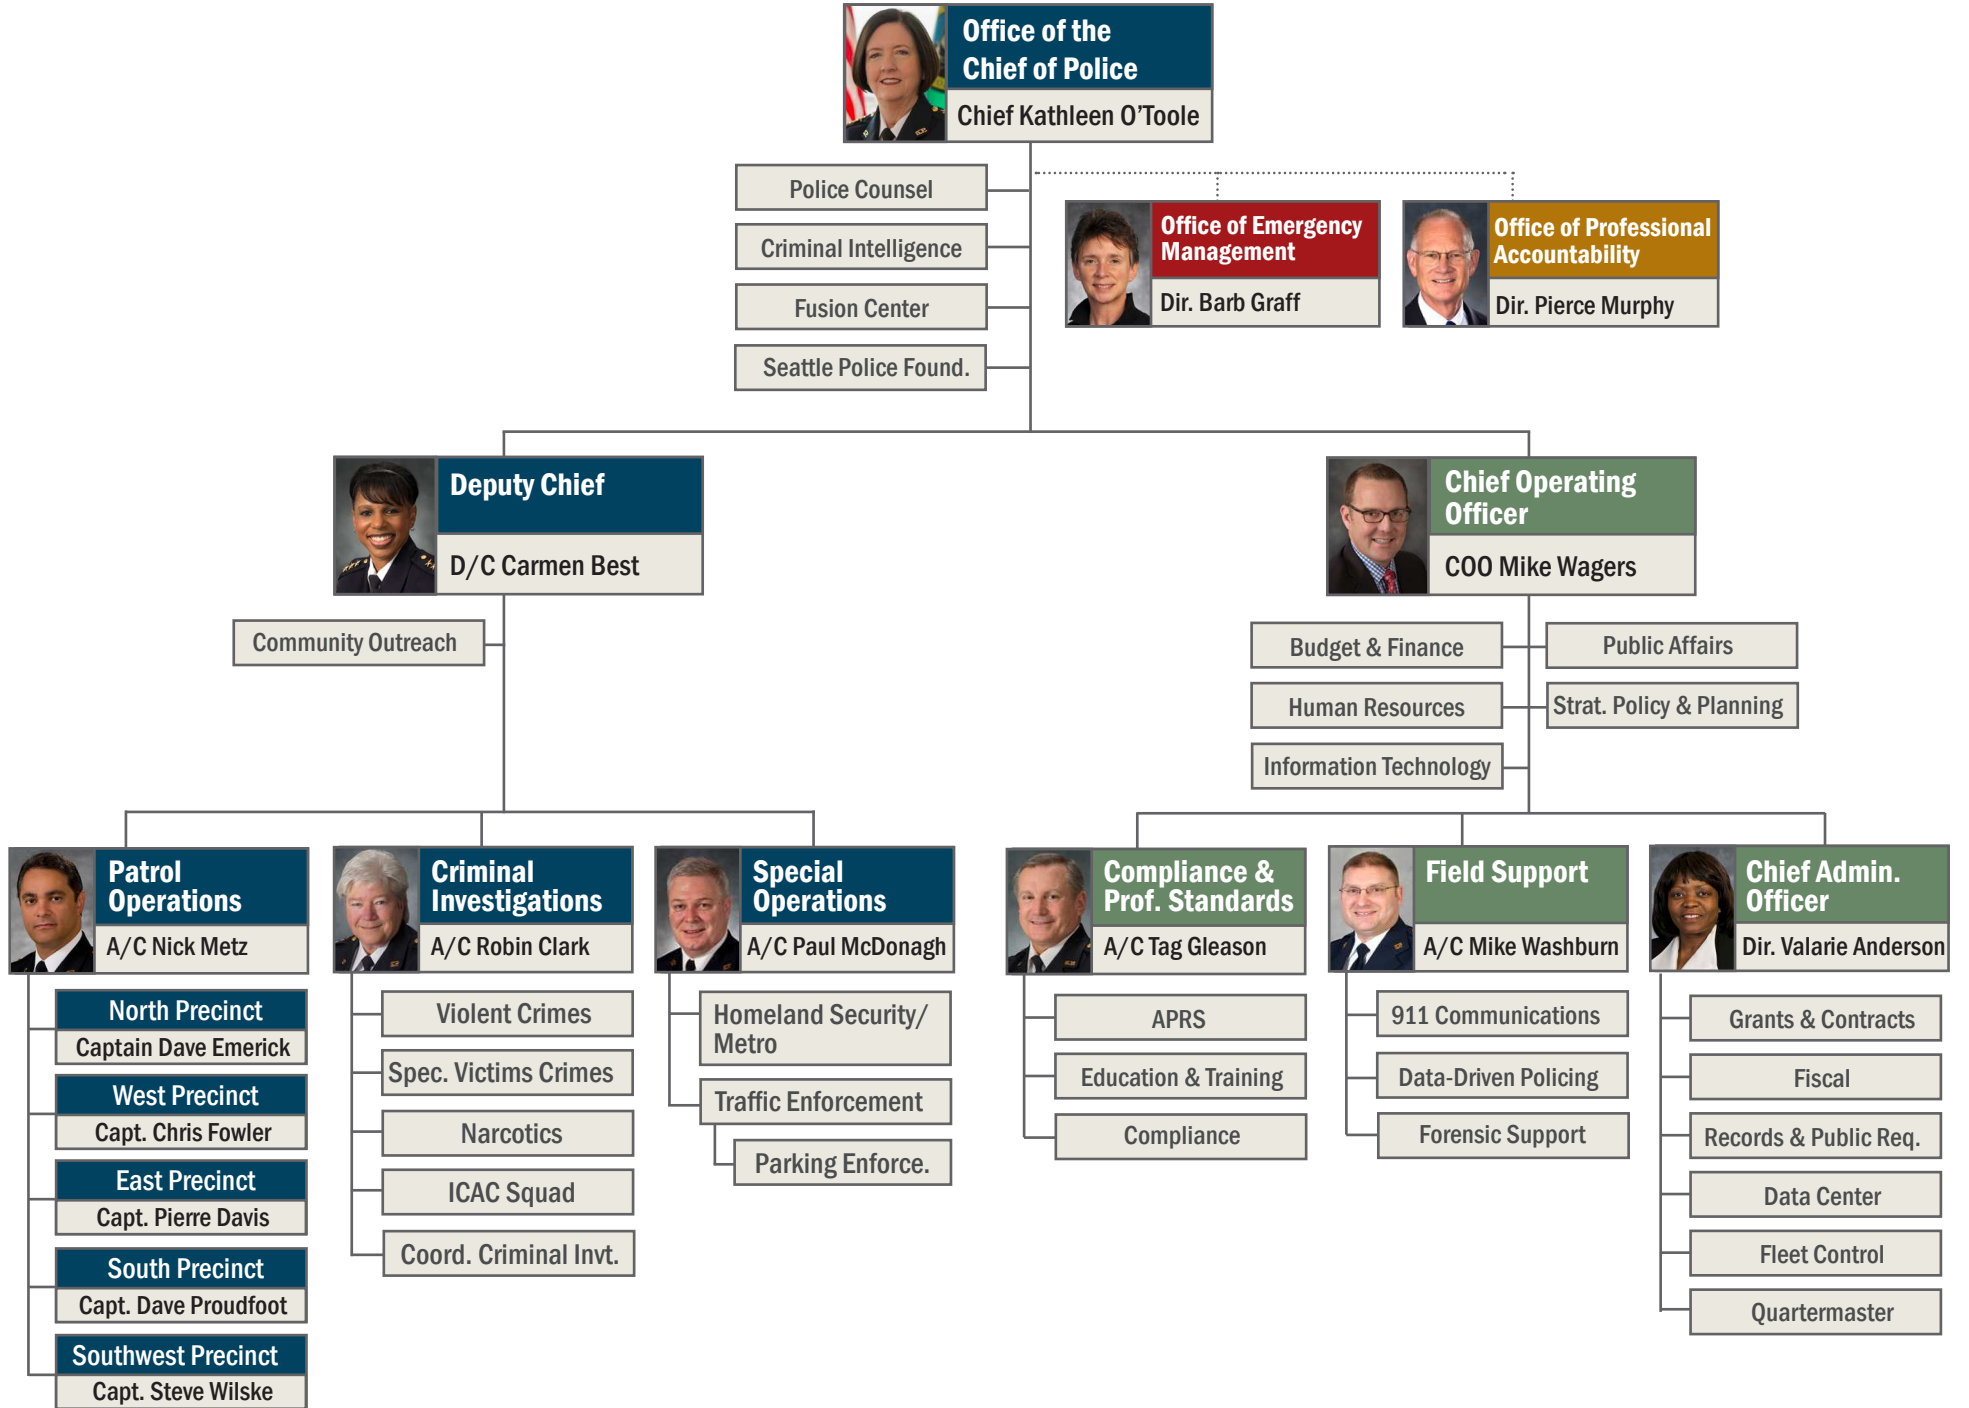 Office of the
Chief of Police
Chief Kathleen O'Toole
Police Counsel
Criminal Intelligence
Fusion Center
Seattle Police Found.
Office of Emergency
Management
Dir. Barb Graff
Office of Professional
Accountability
Dir. Pierce Murphy
Deputy Chief
D/C Carmen Best
Community Outreach
Chief Operating
Officer
COO Mike Wagers
Budget & Finance
Public Affairs
Human Resources
Strat. Policy & Planning
Information Technology
Patrol
Operations
A/C Nick Metz
North Precinct
Captain Dave Emerick
West Precinct
Capt. Chris Fowler
East Precinct
Capt. Pierre Davis
South Precinct
Capt. Dave Proudfoot
Southwest Precinct
Capt. Steve Wilske
Criminal
Investigations
A/C Robin Clark
Violent Crimes
Spec. Victims Crimes
Narcotics
ICAC Squad
Coord. Criminal Invt.
Special
Operations
A/C Paul McDonagh
Homeland Security/
Metro
Traffic Enforcement
Parking Enforce.
Compliance &
Prof. Standards
A/C Tag Gleason
APRS
Education & Training
Compliance
Field Support
A/C Mike Washburn
911 Communications
Data-Driven Policing
Forensic Support
Chief Admin.
Officer
Dir. Valarie Anderson
Grants & Contracts
Fiscal
Records & Public Req.
Data Center
Fleet Control
Quartermaster